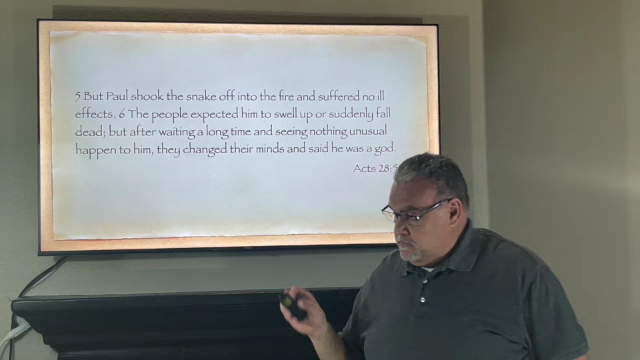 5 But Paul shook the snake off into the fire and suffered no ill
effects. 6 The people expected him to swell up or suddenly fall
dead; but after waiting a long time and seeing nothing unusual
happen to him, they changed their minds and said he was a god.
Acts 28:5